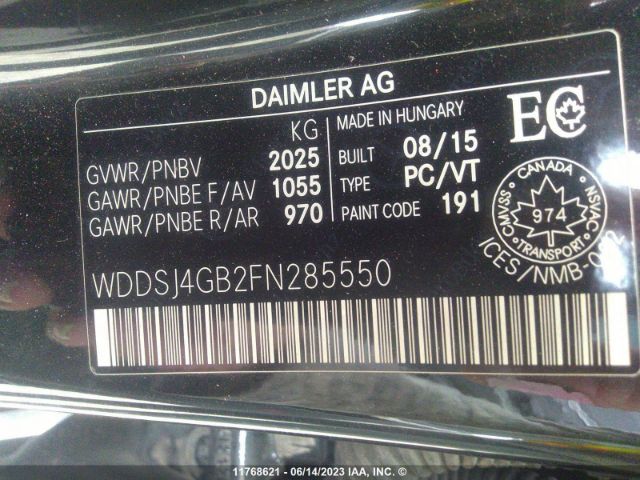 DAIMLER AG
KG
GVWR/PNBV 2025
GAWR/PNBE F/AV 1055
GAWR/PNBE R/AR 970
MADE IN HUNGARY
BUILT 08/15
TYPE PC/VT
PAINT CODE 191
EC
CANADA
CMVSS 974 NSVAC
TRANSPORT
ICES/NMB-002
WDDSJ4GB2FN285550
11768621 - 06/14/2023 IAA, INC. ©